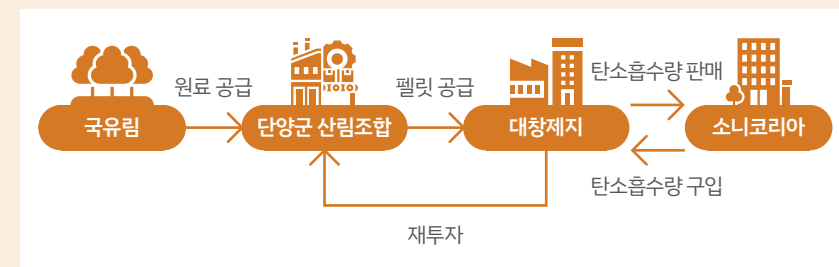 원료 공급
펠릿 공급
탄소흡수량 판매
국유림
단양군 산림조합
대창제지
소니코리아
탄소흡수량 구입
재투자